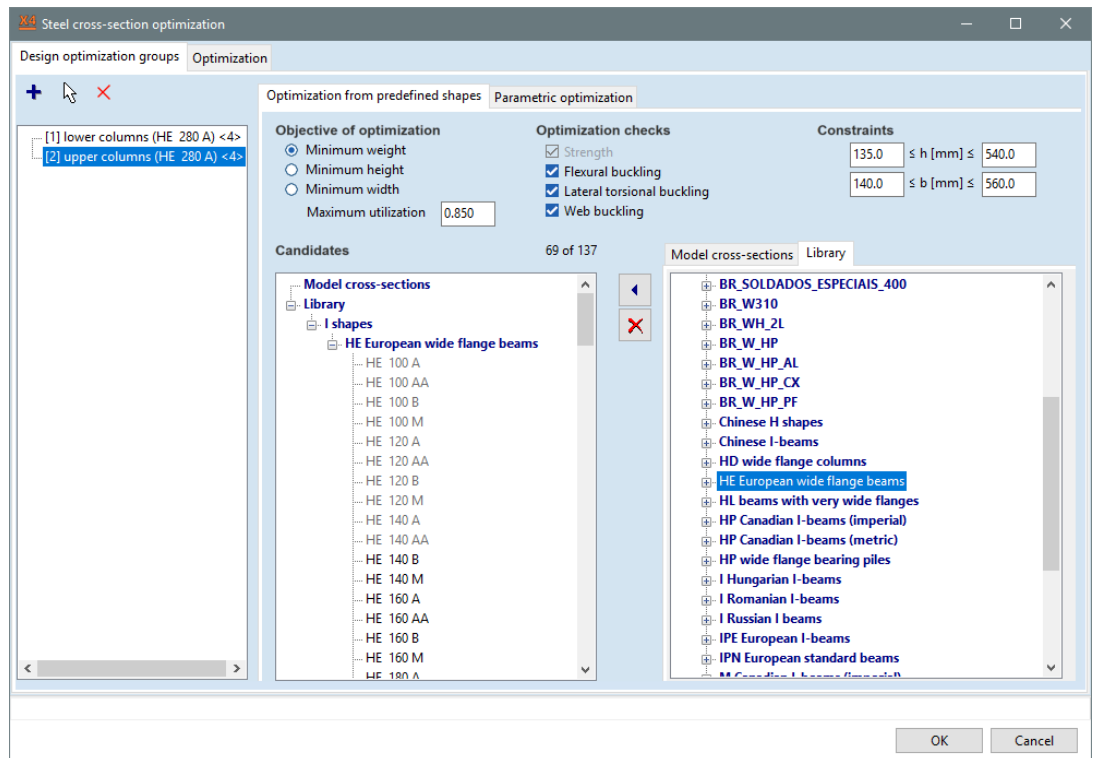 X4 Steel cross-section optimization
Design optimization groups Optimization
Optimization from predefined shapes Parametric optimization
[1] lower columns (HE 280 A) <4>
[2] upper columns (HE 280 A) <4>
Objective of optimization
Minimum weight
Minimum height
Minimum width
Maximum utilization 0.850
Optimization checks
Strength
Flexural buckling
Lateral torsional buckling
Web buckling
Constraints
135.0 ≤ h [mm] ≤ 540.0
140.0 ≤ b [mm] ≤ 560.0
Candidates 69 of 137
Model cross-sections
Library
I shapes
HE European wide flange beams
HE 100 A
HE 100 AA
HE 100 B
HE 100 M
HE 120 A
HE 120 AA
HE 120 B
HE 120 M
HE 140 A
HE 140 AA
HE 140 B
HE 140 M
HE 160 A
HE 160 AA
HE 160 B
HE 160 M
HE 180 A
Model cross-sections Library
BR_SOLDADOS_ESPECIAIS_400
BR_W310
BR_WH_2L
BR_W_HP
BR_W_HP_AL
BR_W_HP_CX
BR_W_HP_PF
Chinese H shapes
Chinese I-beams
HD wide flange columns
HE European wide flange beams
HL beams with very wide flanges
HP Canadian I-beams (imperial)
HP Canadian I-beams (metric)
HP wide flange bearing piles
I Hungarian I-beams
I Romanian I-beams
I Russian I beams
IPE European I-beams
IPN European standard beams
M Canadian I-beams (imperial)
OK Cancel